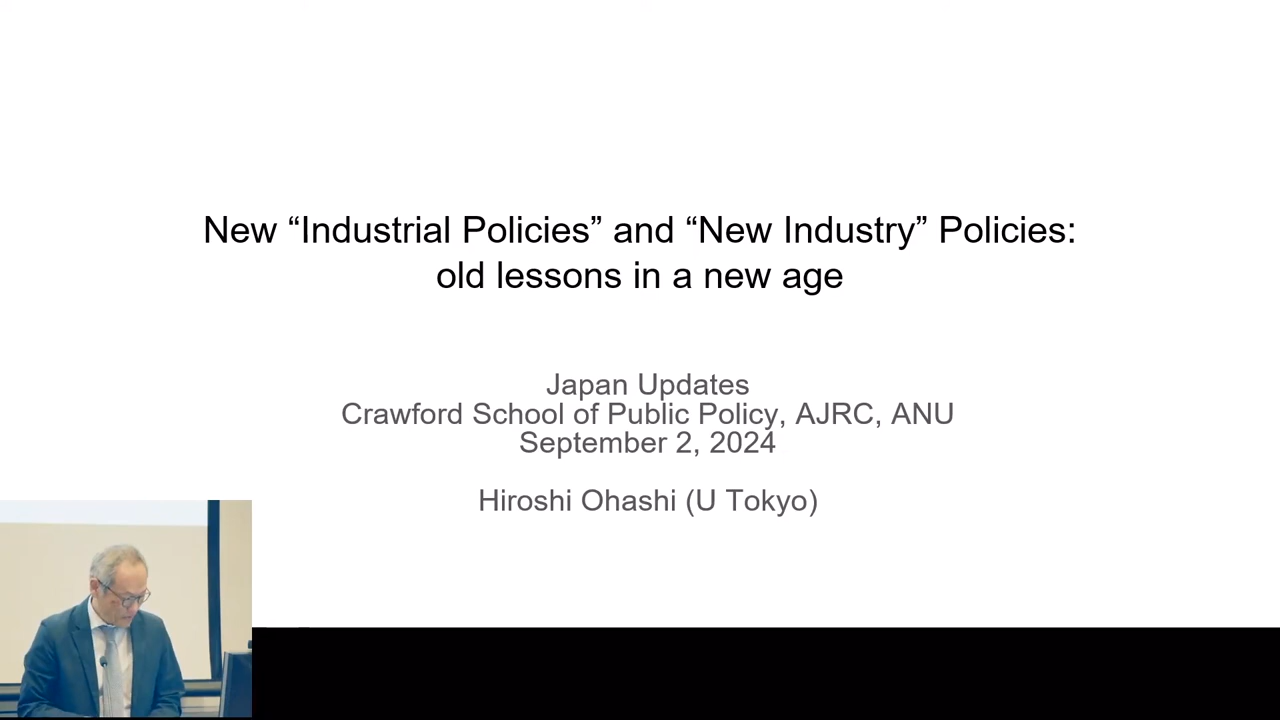 New “Industrial Policies” and “New Industry” Policies:
old lessons in a new age
Japan Updates
Crawford School of Public Policy, AJRC, ANU
September 2, 2024
Hiroshi Ohashi (U Tokyo)